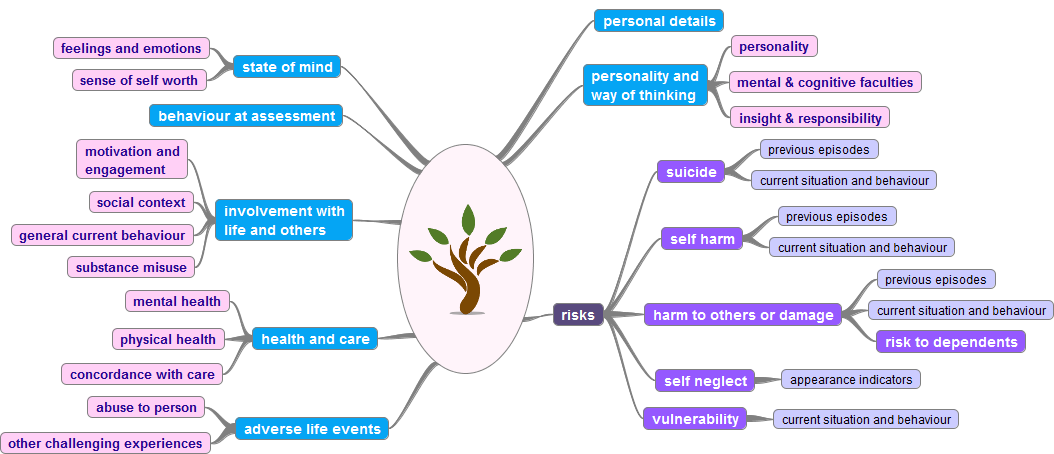 personal details
personality and
way of thinking
personality
mental & cognitive faculties
insight & responsibility
feelings and emotions
sense of self worth
state of mind
behaviour at assessment
motivation and
engagement
social context
general current behaviour
substance misuse
involvement with
life and others
mental health
physical health
concordance with care
health and care
abuse to person
other challenging experiences
adverse life events
risks
suicide
previous episodes
current situation and behaviour
self harm
previous episodes
current situation and behaviour
harm to others or damage
previous episodes
current situation and behaviour
risk to dependents
self neglect
appearance indicators
vulnerability
current situation and behaviour